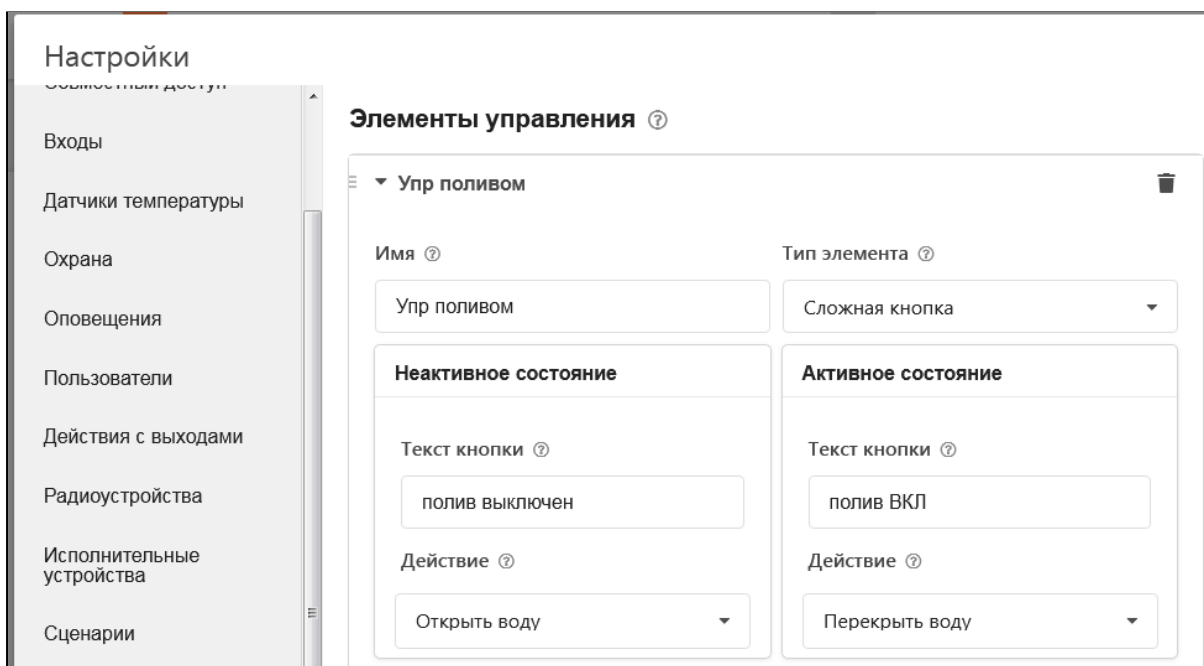 Настройки
Входы
Датчики температуры
Охрана
Оповещения
Пользователи
Действия с выходами
Радиоустройства
Исполнительные
устройства
Сценарии
Элементы управления
Упр поливом
Имя
Тип элемента
Упр поливом
Сложная кнопка
Неактивное состояние
Активное состояние
Текст кнопки
Текст кнопки
полив выключен
полив ВКЛ
Действие
Действие
Открыть воду
Перекрыть воду